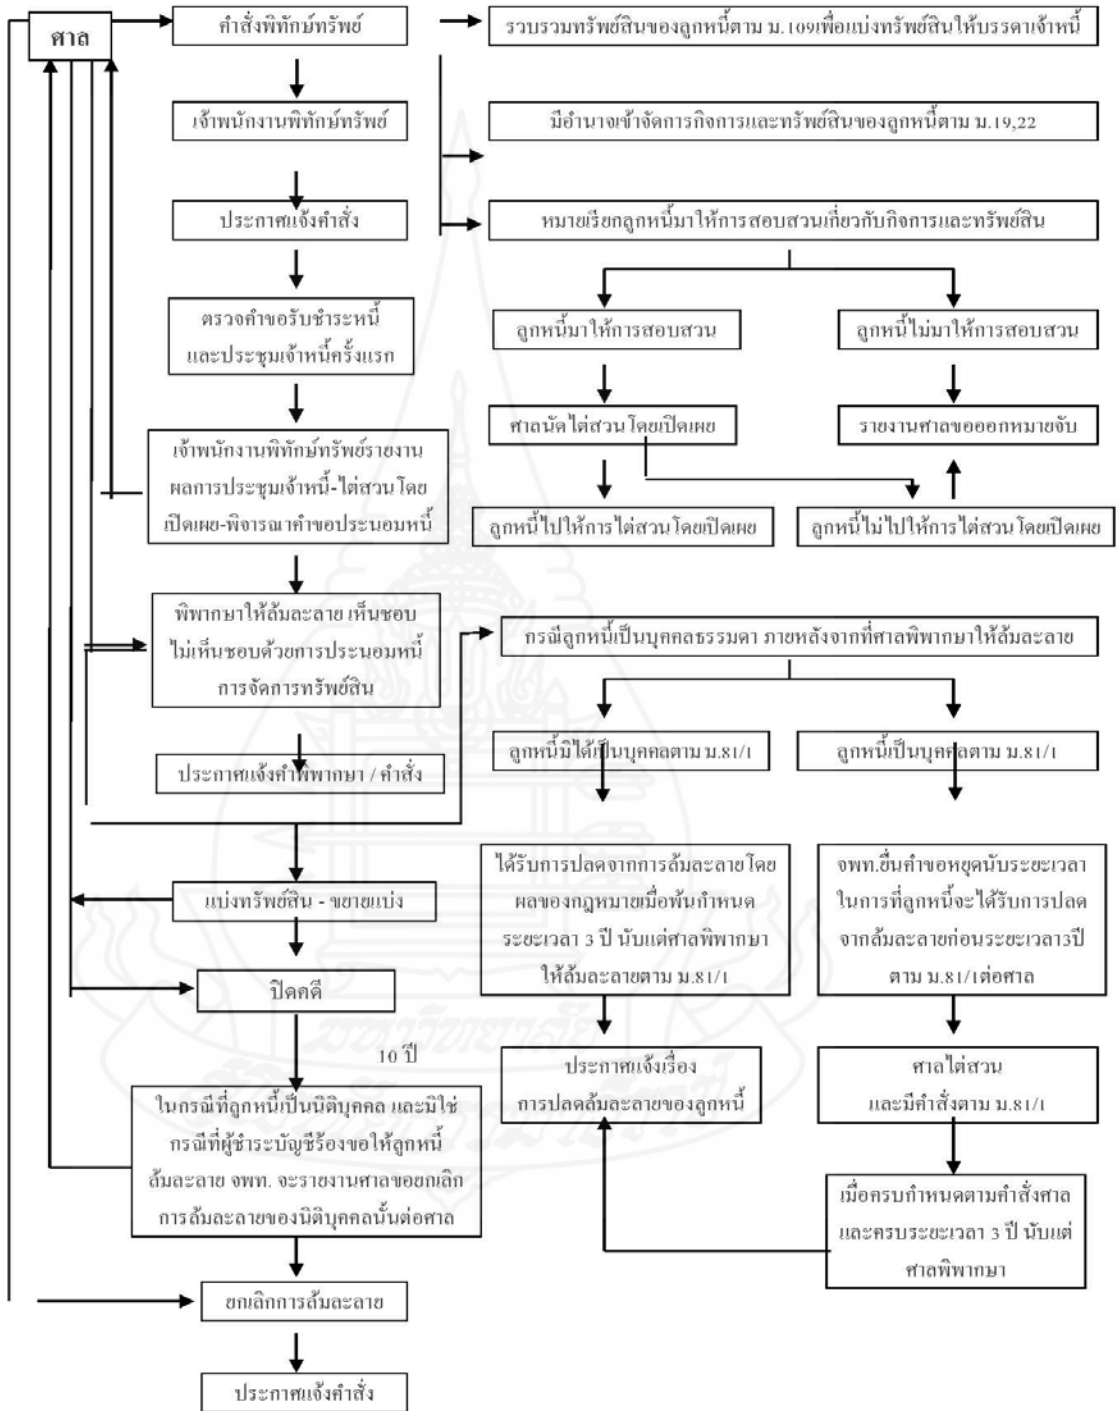 ศาล
คำสั่งพิทักษ์ทรัพย์
รวบรวมทรัพย์สินของลูกหนี้ตาม ม.109เพื่อแบ่งทรัพย์สินให้บรรดาเจ้าหนี้
เจ้าพนักงานพิทักษ์ทรัพย์
มีอำนาจเข้าจัดการกิจการและทรัพย์สินของลูกหนี้ตาม ม.19,22
ประกาศแจ้งคำสั่ง
หมายเรียกลูกหนี้มาให้การสอบสวนเกี่ยวกับกิจการและทรัพย์สิน
ตรวจคำขอรับชำระหนี้
และประชุมเจ้าหนี้ครั้งแรก
ลูกหนี้มาให้การสอบสวน
ลูกหนี้ไม่มาให้การสอบสวน
ศาลนัดไต่สวนโดยเปิดเผย
รายงานศาลขอออกหมายจับ
เจ้าพนักงานพิทักษ์ทรัพย์รายงาน
ผลการประชุมเจ้าหนี้-ไต่สวนโดย
เปิดเผย-พิจารณาคำขอประนอมหนี้
ลูกหนี้ไปให้การไต่สวนโดยเปิดเผย
ลูกหนี้ไม่ไปให้การไต่สวนโดยเปิดเผย
พิพากษาให้ล้มละลาย เห็นชอบ
ไม่เห็นชอบด้วยการประนอมหนี้
การจัดการทรัพย์สิน
กรณีลูกหนี้เป็นบุคคลธรรมดา ภายหลังจากที่ศาลพิพากษาให้ล้มละลาย
ลูกหนี้มิได้เป็นบุคคลตาม ม.81/1
ลูกหนี้เป็นบุคคลตาม ม.81/1
ประกาศแจ้งคำพิพากษา / คำสั่ง
ได้รับการปลดจากการล้มละลายโดย
ผลของกฎหมายเมื่อพ้นกำหนด
ระยะเวลา 3 ปี นับแต่ศาลพิพากษา
ให้ล้มละลายตาม ม.81/1
จพท.ยื่นคำขอหยุดนับระยะเวลา
ในการที่ลูกหนี้จะได้รับการปลด
จากล้มละลายก่อนระยะเวลา3ปี
ตาม ม.81/1ต่อศาล
แบ่งทรัพย์สิน - ขยายแบ่ง
ปิดคดี
10 ปี
ประกาศแจ้งเรื่อง
การปลดล้มละลายของลูกหนี้
ศาลไต่สวน
และมีคำสั่งตาม ม.81/1
ในกรณีที่ลูกหนี้เป็นนิติบุคคล และมิใช่
กรณีที่ผู้ชำระบัญชีร้องขอให้ลูกหนี้
ล้มละลาย จพท. จะรายงานศาลขอยกเลิก
การล้มละลายของนิติบุคคลนั้นต่อศาล
เมื่อครบกำหนดตามคำสั่งศาล
และครบระยะเวลา 3 ปี นับแต่
ศาลพิพากษา
ยกเลิกการล้มละลาย
ประกาศแจ้งคำสั่ง